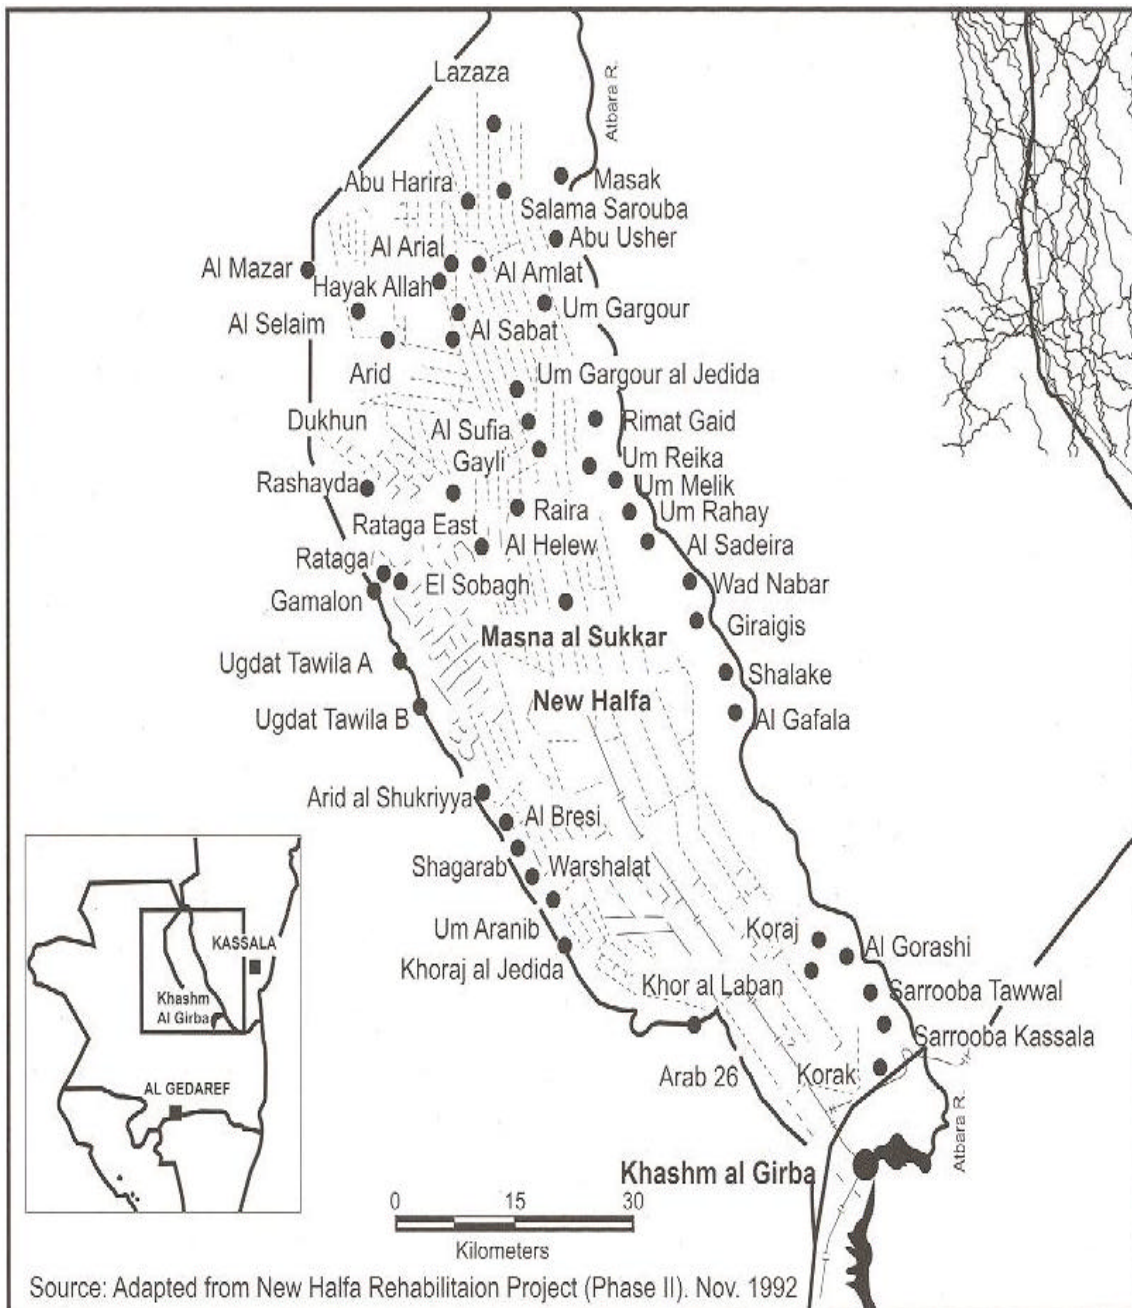 Lazaza
Atbara R.
Abu Harira
Masak
Salama Sarouba
Abu Usher
Al Arial
Al Mazar
Al Amlat
Hayak Allah
Um Gargour
Al Selaim
Al Sabat
Arid
Um Gargour al Jedida
Dukhun
Al Sufia
Rimat Gaid
Gayli
Um Reika
Rashayda
Um Melik
Raira
Um Rahay
Rataga East
Al Helew
Al Sadeira
Rataga
El Sobagh
Wad Nabar
Gamalon
Giraigis
Masna al Sukkar
Ugdat Tawila A
Shalake
New Halfa
Ugdat Tawila B
Al Gafala
Arid al Shukriyya
Al Bresi
Shagarab
Warshalat
Um Aranib
Koraj
Al Gorashi
Khoraj al Jedida
Khor al Laban
Sarrooba Tawwal
Sarrooba Kassala
Arab 26
Korak
Atbara R.
Khashm al Girba
KASSALA
Khashm
Al Girba
AL GEDAREF
0 15 30
Kilometers
Source: Adapted from New Halfa Rehabilitaion Project (Phase II). Nov. 1992